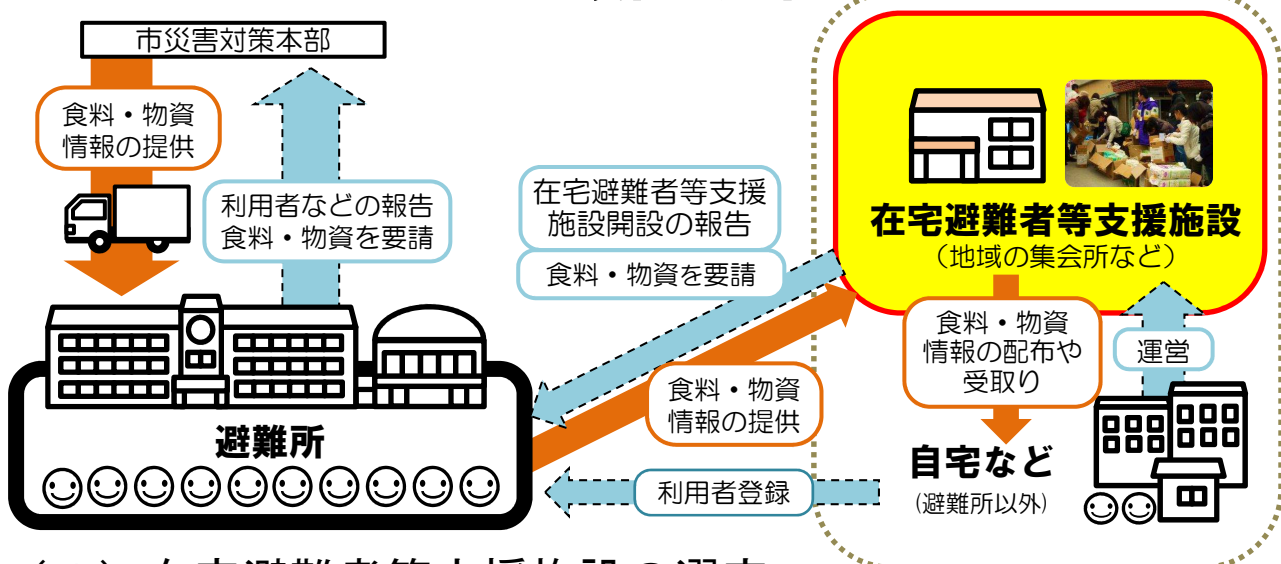 市災害対策本部
食料・物資
情報の提供
利用者などの報告
食料・物資を要請
在宅避難者等支援
施設開設の報告
食料・物資を要請
在宅避難者等支援施設
（地域の集会所など）
食料・物資
情報の配布や
受取り
運営
食料・物資
情報の提供
避難所
利用者登録
自宅など
(避難所以外)